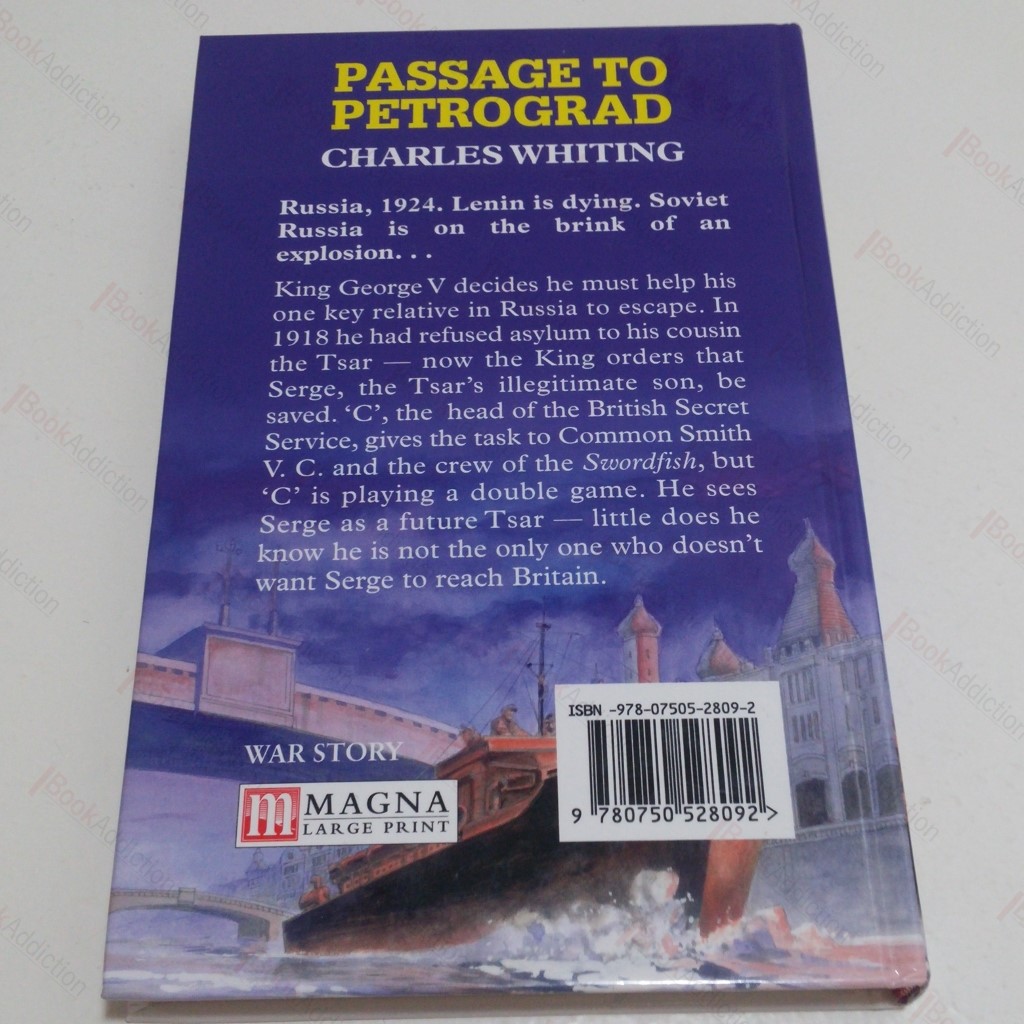 PASSAGE TO
PETROGRAD
CHARLES WHITING
Russia, 1924. Lenin is dying. Soviet
Russia is on the brink of an
explosion. . .
King George V decides he must help his
one key relative in Russia to escape. In
1918 he had refused asylum to his cousin
the Tsar — now the King orders that
Serge, the Tsar's illegitimate son, be
saved. ‘C’, the head of the British Secret
Service, gives the task to Common Smith
V. C. and the crew of the Swordfish, but
‘C’ is playing a double game. He sees
Serge as a future Tsar — little does he
know he is not the only one who doesn't
want Serge to reach Britain.
ISBN -978-07505-2809-2
9 780750 528092 >
WAR STORY
m MAGNA
LARGE PRINT
BookAddiction